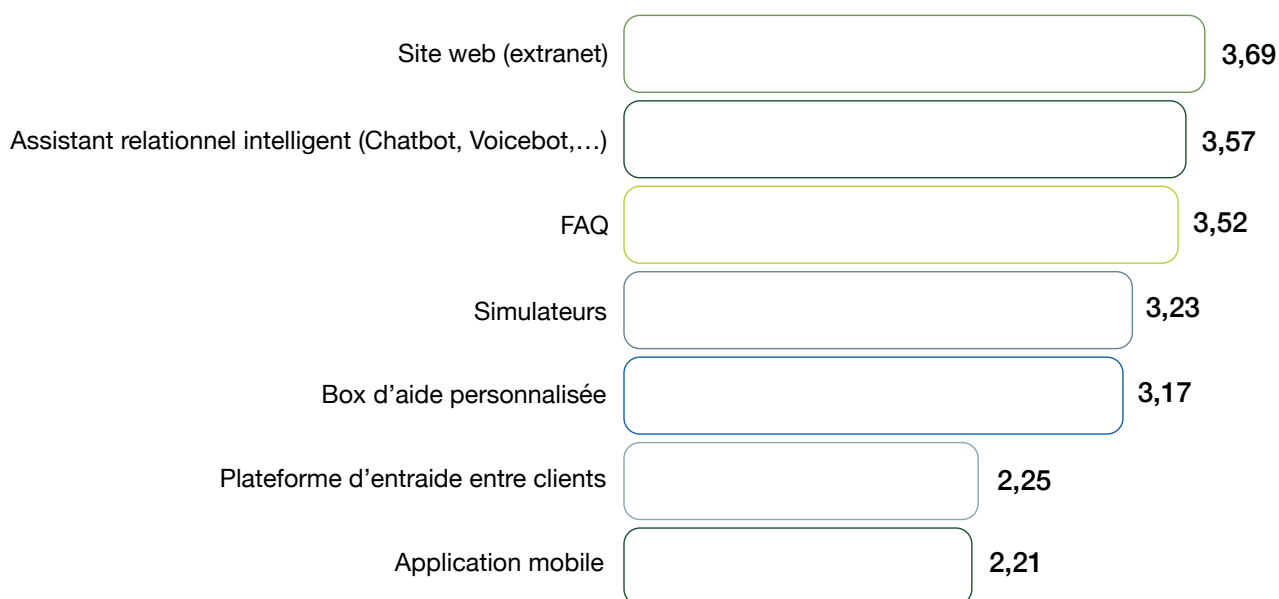 Site web (extranet) 3,69
Assistant relationnel intelligent (Chatbot, Voicebot,…) 3,57
FAQ 3,52
Simulateurs 3,23
Box d’aide personnalisée 3,17
Plateforme d’entraide entre clients 2,25
Application mobile 2,21